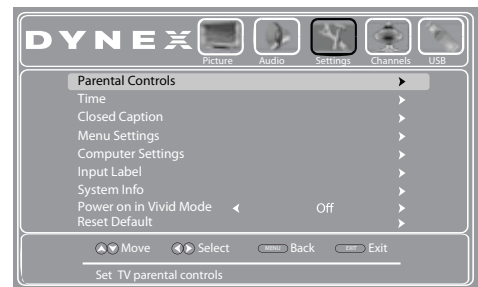 DYNEX
Picture Audio Settings Channels USB
Parental Controls
Time
Closed Caption
Menu Settings
Computer Settings
Input Label
System Info
Power on in Vivid Mode Off
Reset Default
Move Select MENU Back EXIT Exit
Set TV parental controls